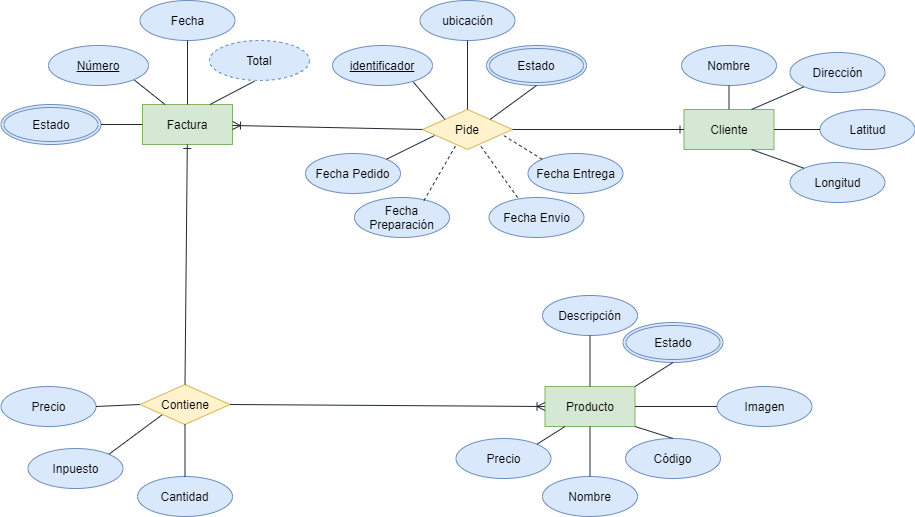 Fecha
ubicación
Número
Total
identificador
Estado
Nombre
Dirección
Estado
Factura
Pide
Cliente
Latitud
Fecha Pedido
Fecha Entrega
Longitud
Fecha
Preparación
Fecha Envio
Descripción
Estado
Precio
Contiene
Producto
Imagen
Inpuesto
Precio
Código
Cantidad
Nombre